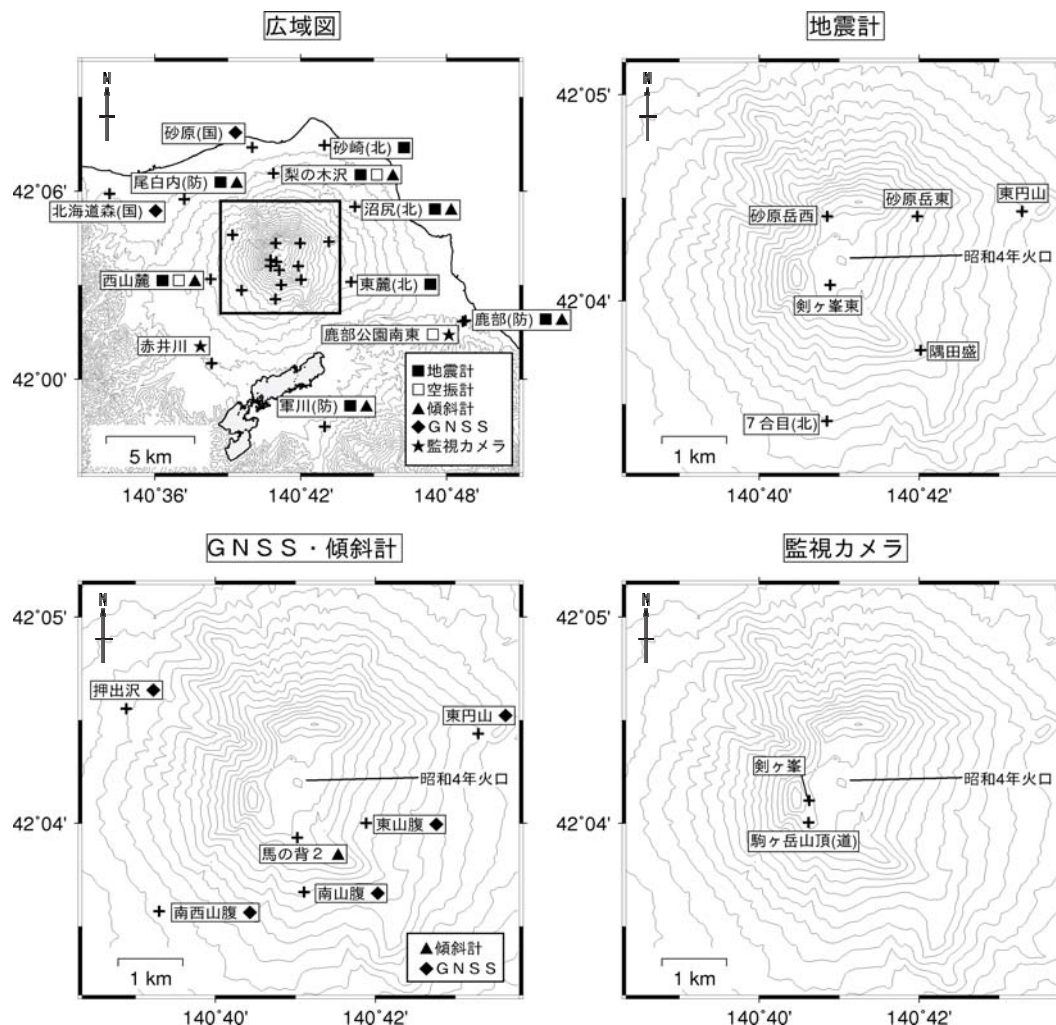 広域図
N
砂原(国) ◆
砂崎(北) ■
尾白内(防) ■ ▲
梨の木沢 ■ □ ▲
42°06'
北海道森(国) ◆
沼尻(北) ■ ▲
西山麓 ■ □ ▲
東麓(北) ■
鹿部(防) ■ ▲
鹿部公園南東 □ ★
赤井川 ★
42°00'
軍川(防) ■ ▲
■ 地震計
□ 空振計
▲ 傾斜計
◆ GNSS
★ 監視カメラ
5 km
140°36' 140°42' 140°48'
地震計
N
42°05'
砂原岳西
砂原岳東
東円山
昭和4年火口
42°04'
剣ヶ峯東
隅田盛
7合目(北)
1 km
140°40' 140°42'
GNSS・傾斜計
N
42°05'
押出沢 ◆
東円山 ◆
昭和4年火口
42°04'
東山腹 ◆
馬の背2 ▲
南山腹 ◆
南西山腹 ◆
▲ 傾斜計
◆ GNSS
1 km
140°40' 140°42'
監視カメラ
N
42°05'
剣ヶ峯
昭和4年火口
42°04'
駒ヶ岳山頂(道)
1 km
140°40' 140°42'